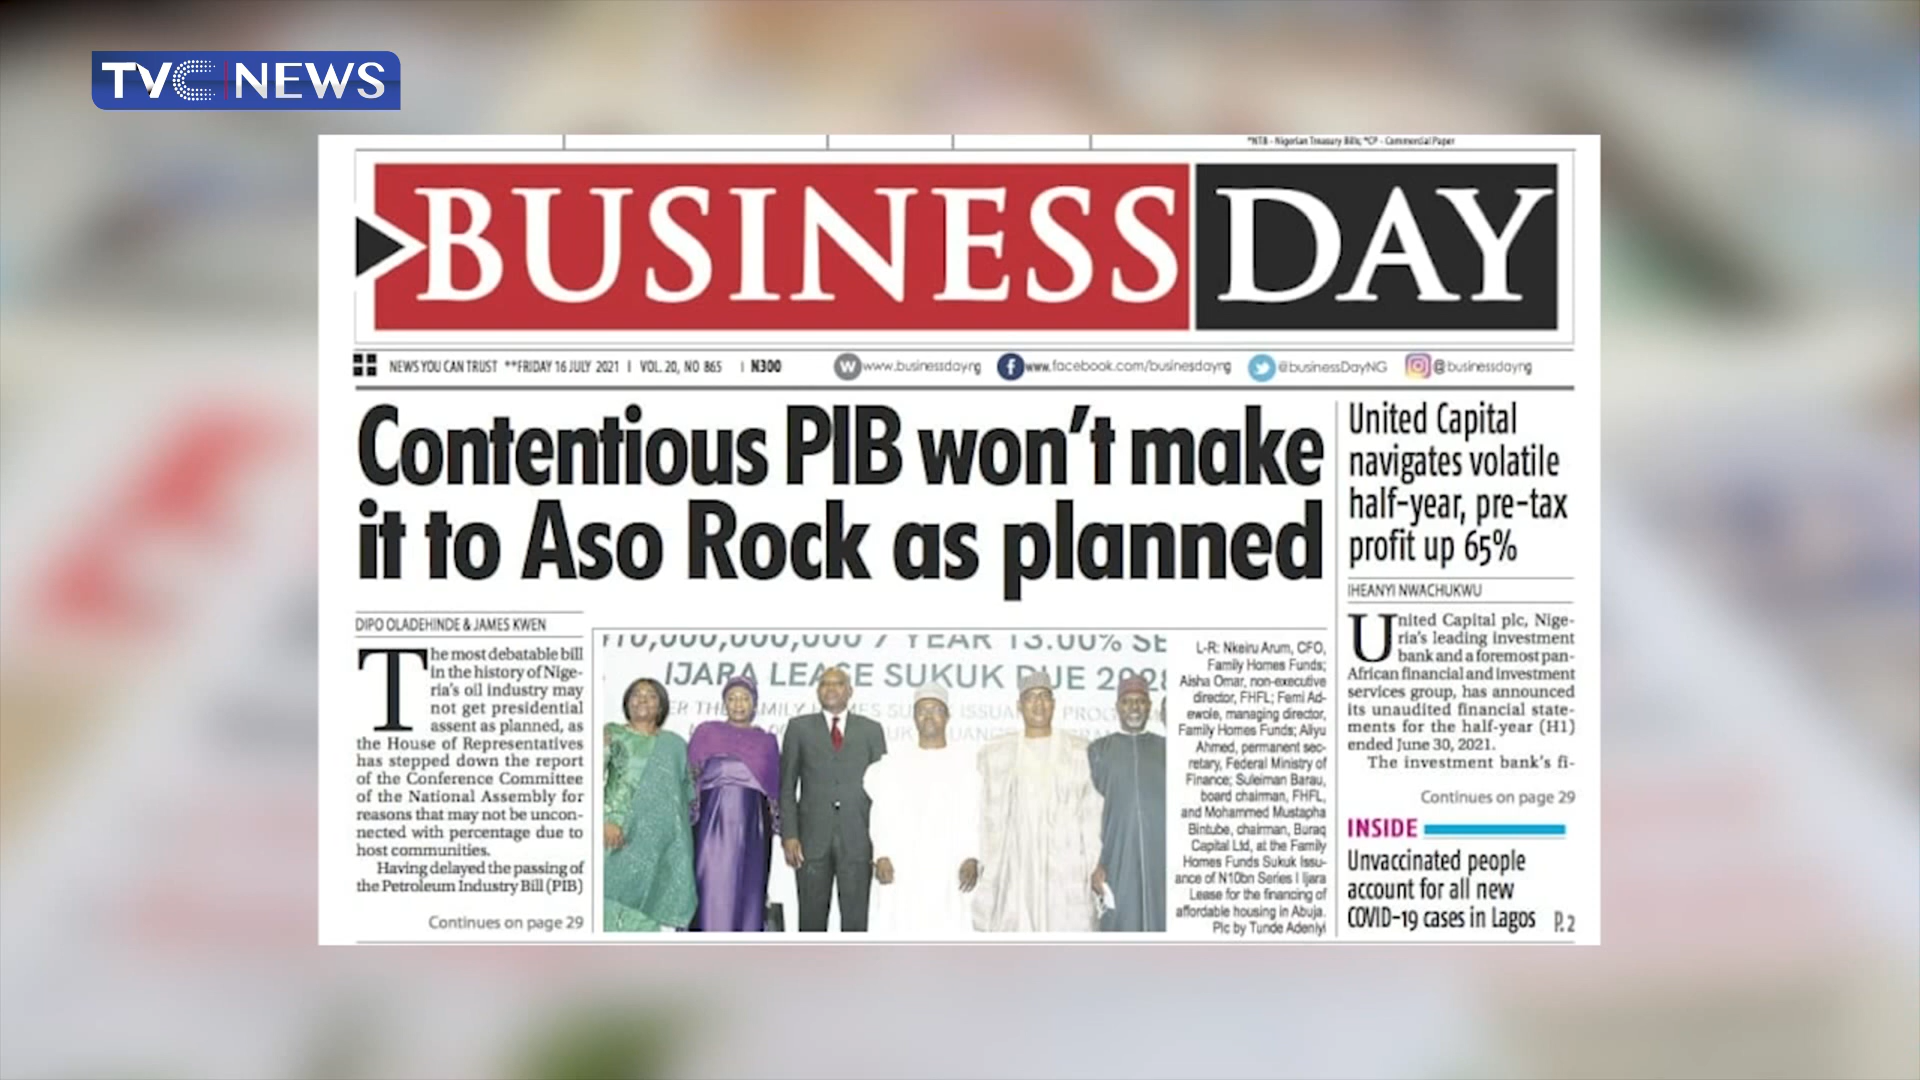 TVC NEWS
*NTB - Nigerian Treasury Bills; *CP - Commercial Paper
BUSINESS DAY
NEWS YOU CAN TRUST **FRIDAY 16 JULY 2021 I VOL. 20, NO 865 I N300
www.businessday.ng
www.facebook.com/businesdayng
@businessDayNG
@businessdayng
Contentious PIB won't make
it to Aso Rock as planned
DIPO OLADEHINDE & JAMES KWEN
The most debatable bill
in the history of Nige-
ria's oil industry may
not get presidential
assent as planned, as
the House of Representatives
has stepped down the report
of the Conference Committee
of the National Assembly for
reasons that may not be uncon-
nected with percentage due to
host communities.
Having delayed the passing of
the Petroleum Industry Bill (PIB)
Continues on page 29
10,000,000,000 7 YEAR 13.00% SE
IJARA LEASE SUKUK DUE 2028
L-R: Nkeiru Arum, CFO,
Family Homes Funds;
Aisha Omar, non-executive
director, FHFL; Femi Ad-
ewole, managing director,
Family Homes Funds; Aliyu
Ahmed, permanent sec-
retary, Federal Ministry of
Finance; Suleiman Barau,
board chairman, FHFL,
and Mohammed Mustapha
Bintube, chairman, Buraq
Capital Ltd, at the Family
Homes Funds Sukuk Issu-
ance of N10bn Series I Ijara
Lease for the financing of
affordable housing in Abuja.
Pic by Tunde Adeniyi
United Capital
navigates volatile
half-year, pre-tax
profit up 65%
IHEANYI NWACHUKWU
United Capital plc, Nige-
ria's leading investment
bank and a foremost pan-
African financial and investment
services group, has announced
its unaudited financial state-
ments for the half-year (H1)
ended June 30, 2021.
The investment bank's fi-
Continues on page 29
INSIDE
Unvaccinated people
account for all new
COVID-19 cases in Lagos P. 2